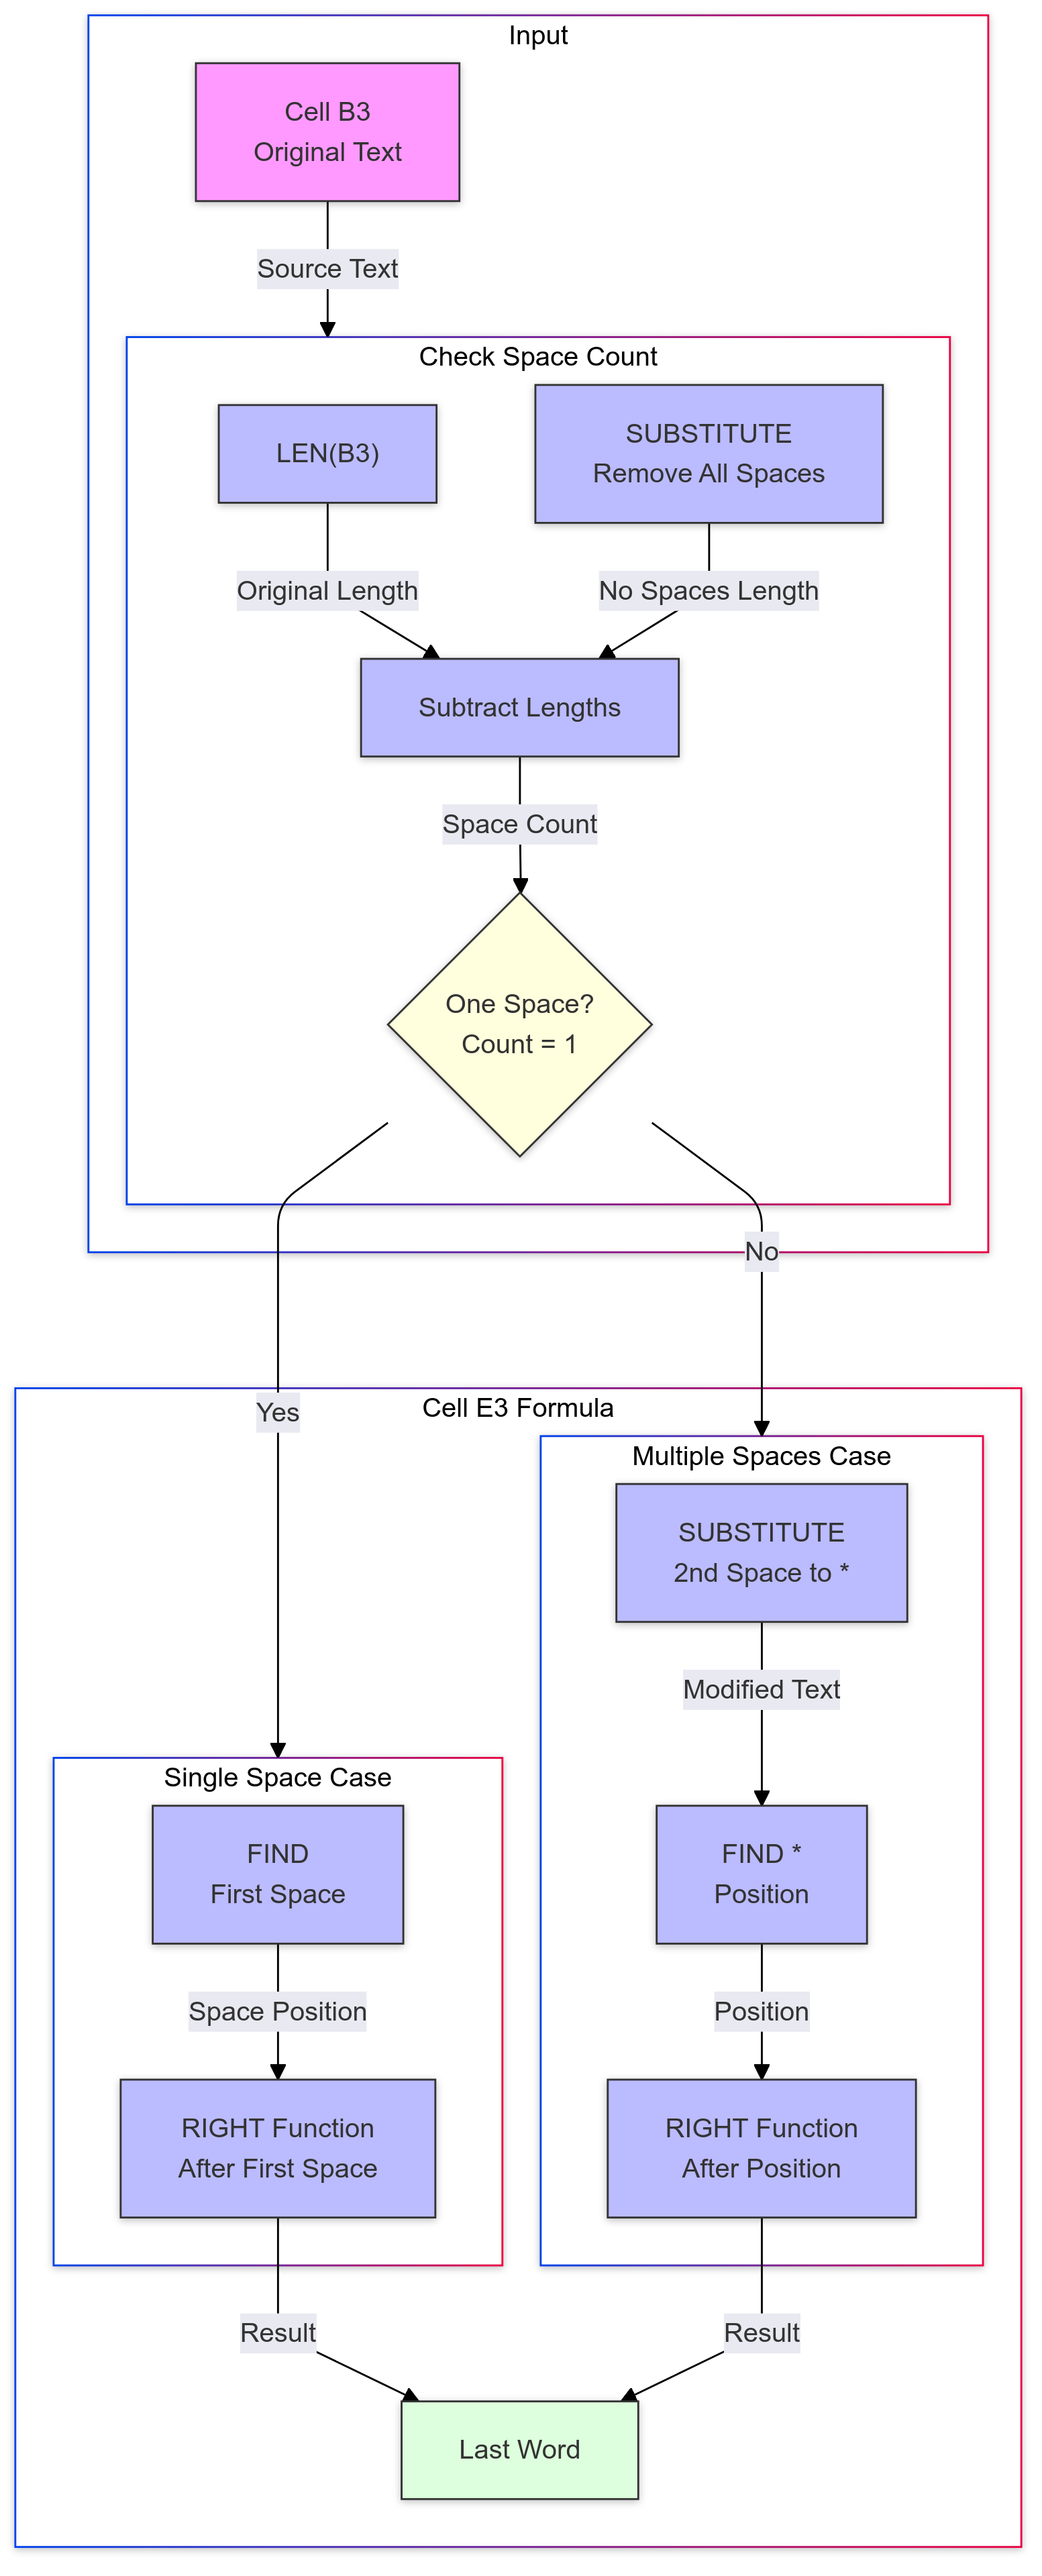 Input
Cell B3
Original Text
Source Text
Check Space Count
LEN(B3)
SUBSTITUTE
Remove All Spaces
Original Length
No Spaces Length
Subtract Lengths
Space Count
One Space?
Count = 1
No
Yes
Cell E3 Formula
Multiple Spaces Case
SUBSTITUTE
2nd Space to *
Modified Text
Single Space Case
FIND
First Space
FIND *
Position
Space Position
Position
RIGHT Function
After First Space
RIGHT Function
After Position
Result
Result
Last Word